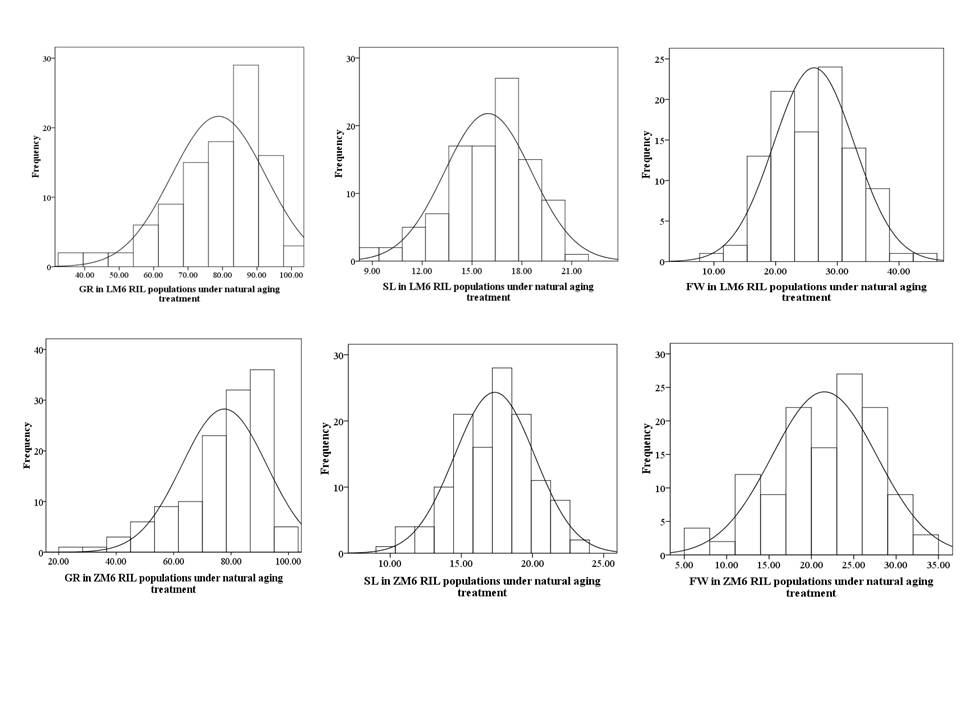 30
20
10
0
Frequency
40.00 50.00 60.00 70.00 80.00 90.00 100.00
GR in LM6 RIL populations under natural aging
treatment
30
20
10
0
Frequency
9.00 12.00 15.00 18.00 21.00
SL in LM6 RIL populations under natural aging
treatment
25
20
15
10
5
0
Frequency
10.00 20.00 30.00 40.00
FW in LM6 RIL populations under natural aging
treatment
40
30
20
10
0
Frequency
20.00 40.00 60.00 80.00 100.00
GR in ZM6 RIL populations under natural aging
treatment
30
20
10
0
Frequency
10.00 15.00 20.00 25.00
SL in ZM6 RIL populations under natural aging
treatment
30
25
20
15
10
5
0
Frequency
5.00 10.00 15.00 20.00 25.00 30.00 35.00
FW in ZM6 RIL populations under natural aging
treatment